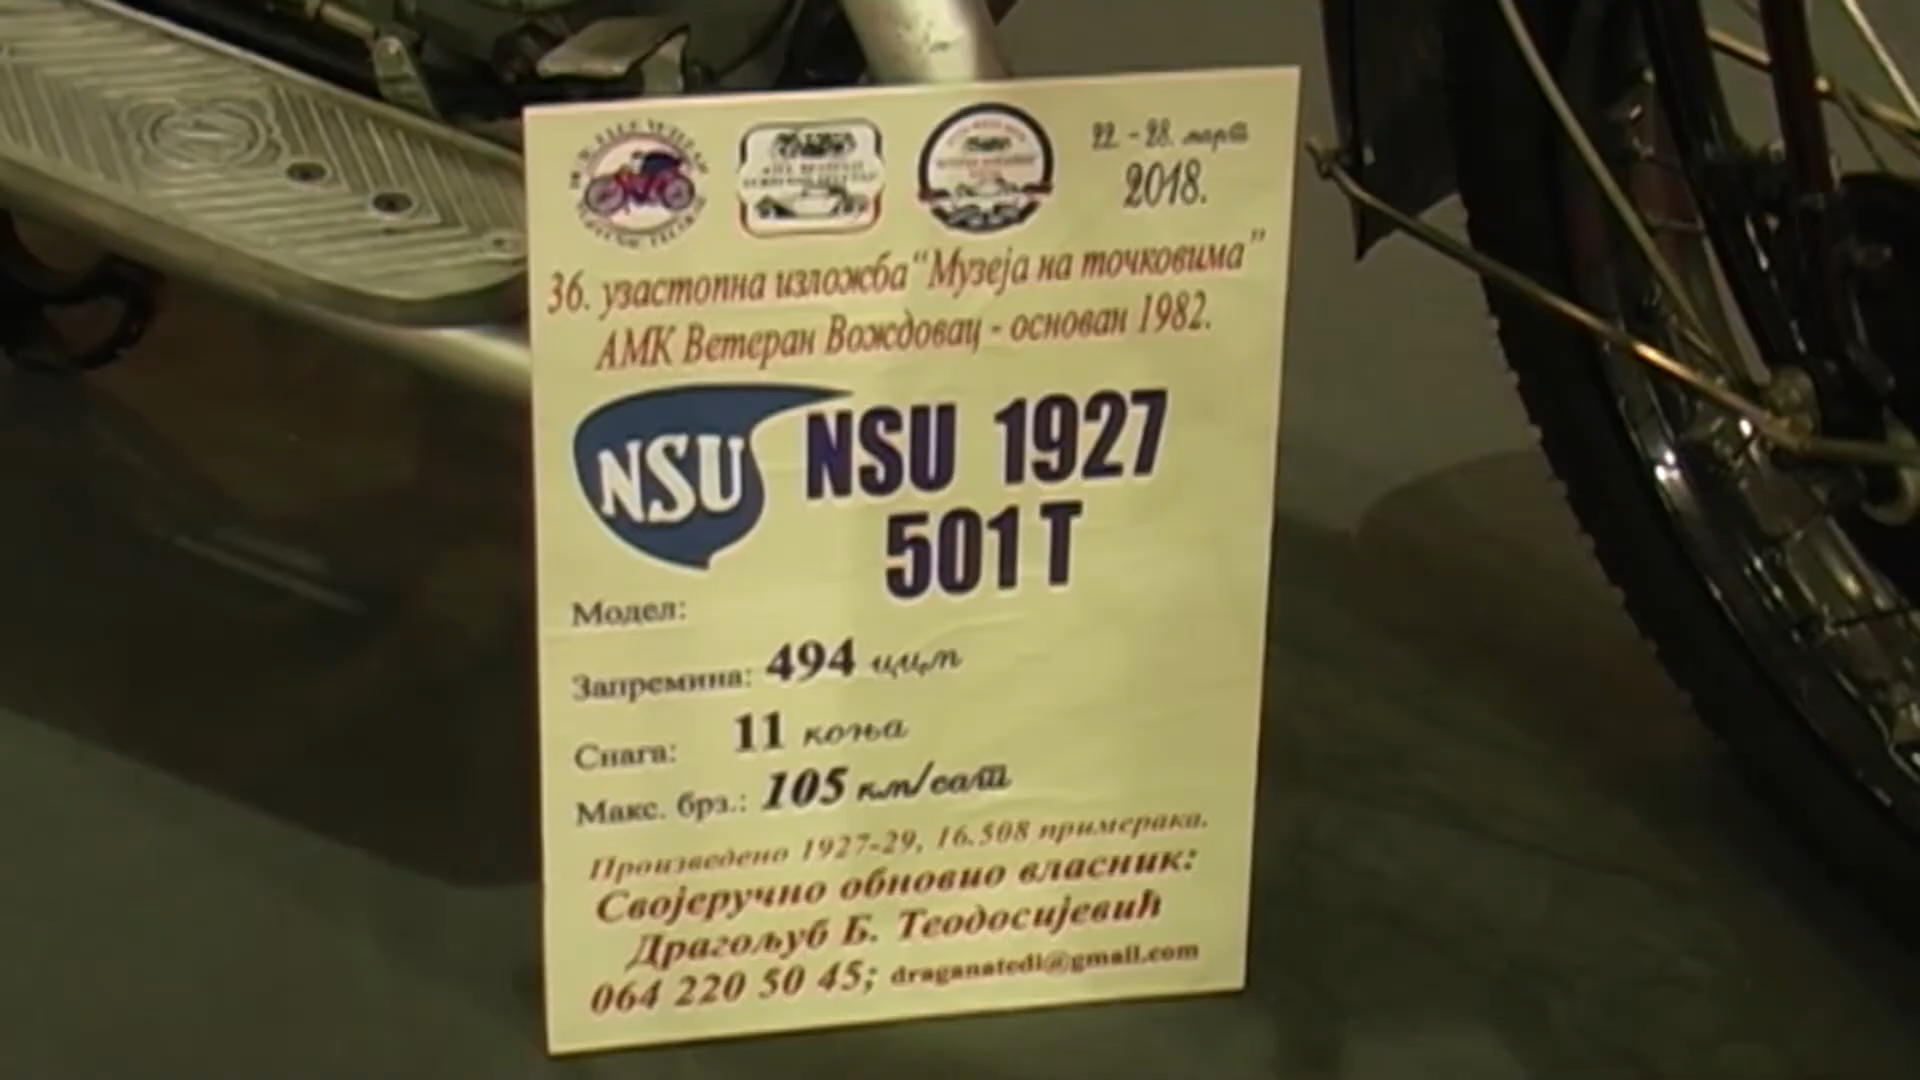 22. - 28. март
2018.
36. узастопна изложба “Музеја на точковима”
АМК Ветеран Вождовац - основан 1982.
NSU
NSU 1927
501 T
Модел:
Запремина: 494 ццм
Снага: 11 коња
Макс. брз.: 105 км/сат
Произведено 1927-29, 16.508 примерака.
Својеручно обновио власник:
Драгољуб Б. Теодосијевић
064 220 50 45; draganatedi@gmail.com